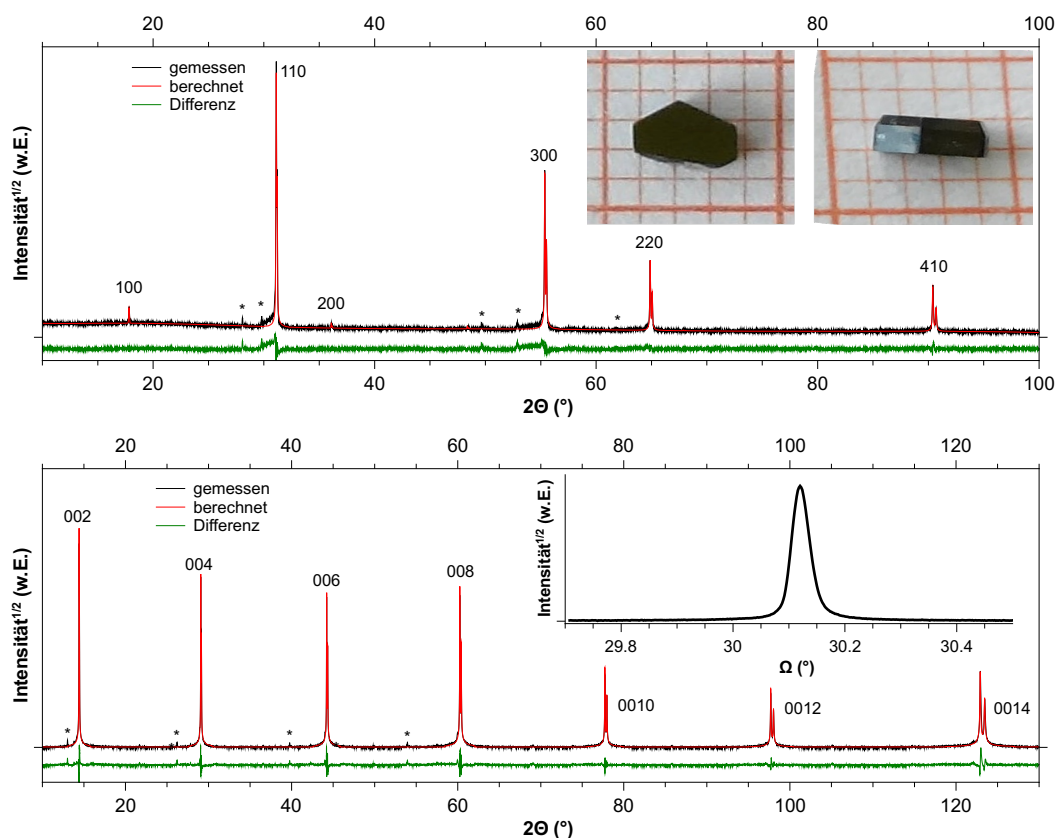 20 40 60 80 100
gemessen
berechnet
Differenz
110
300
220
410
100
200
* * * * *
Intensität1/2 (w.E.)
20 40 60 80 100
2Θ (°)
20 40 60 80 100 120
gemessen
berechnet
Differenz
002
004
006
008
0010
0012
0014
* * * *
Intensität1/2 (w.E.)
Intensität1/2 (w.E.)
29.8 30 30.2 30.4
Ω (°)
20 40 60 80 100 120
2Θ (°)